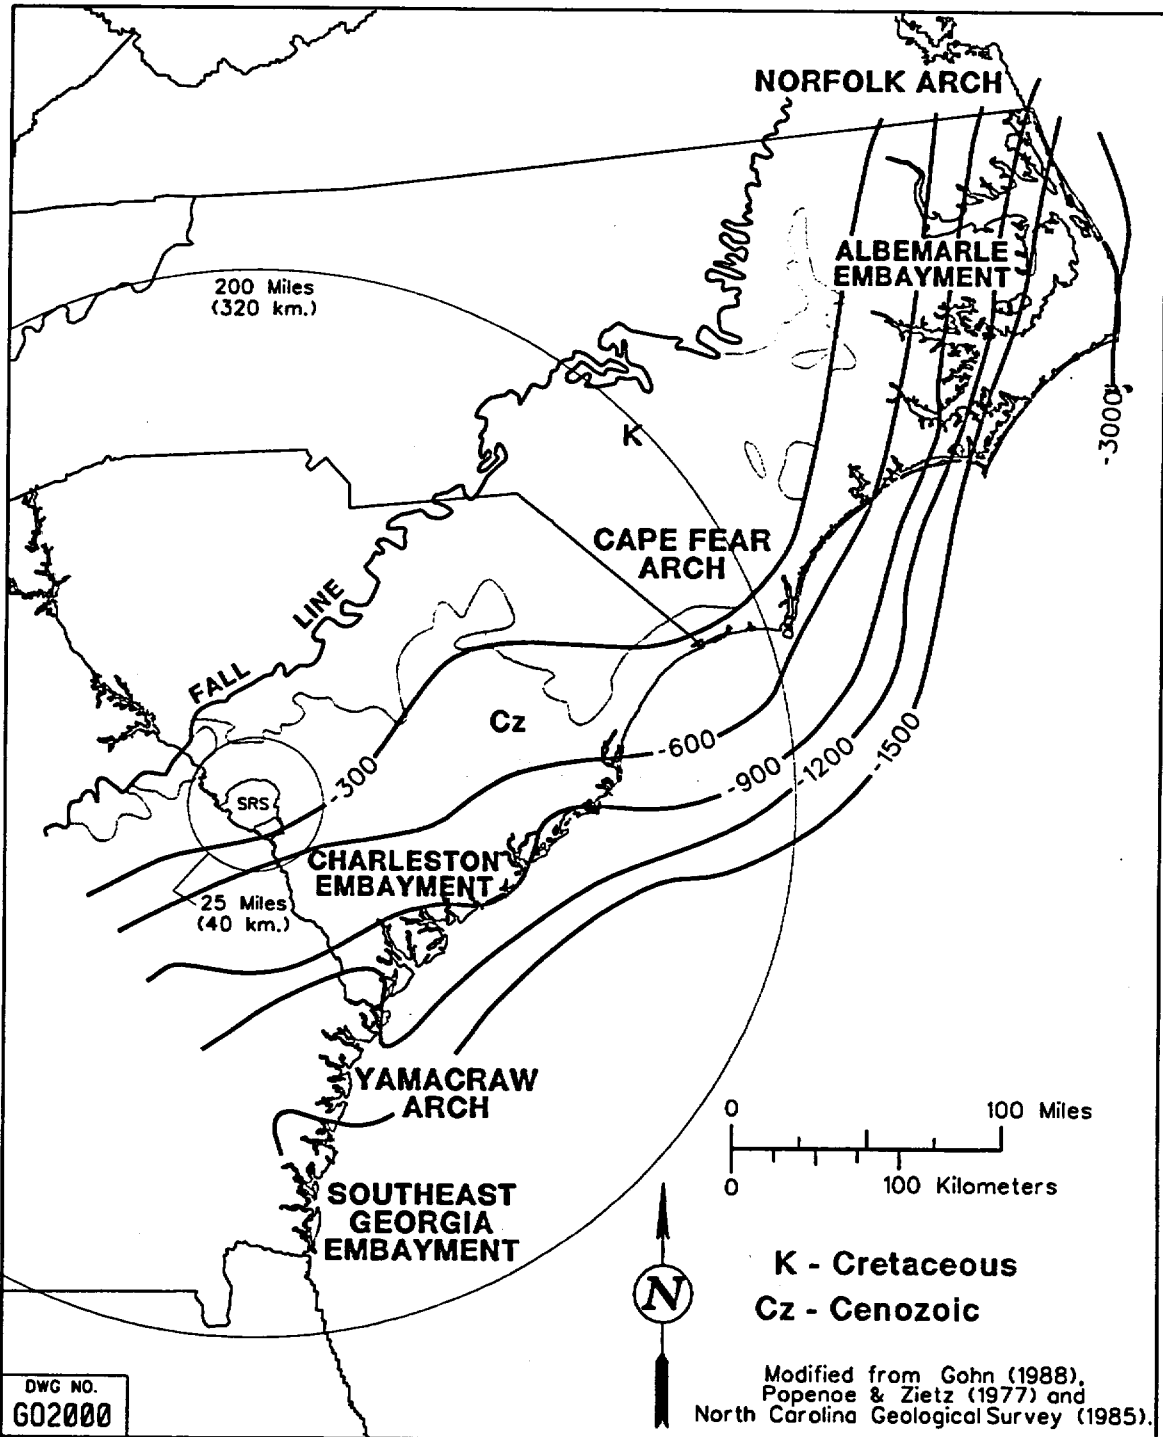 NORFOLK ARCH
ALBEMARLE
EMBAYMENT
200 Miles
(320 km.)
-3000
K
CAPE FEAR
ARCH
LINE
FALL
Cz
-300
-600
-900
-1200
-1500
SRS
CHARLESTON
EMBAYMENT
25 Miles
(40 km.)
YAMACRAW
ARCH
0
100 Miles
0
100 Kilometers
SOUTHEAST
GEORGIA
EMBAYMENT
N
K - Cretaceous
Cz - Cenozoic
Modified from Gohn (1988),
Popenoe & Zietz (1977) and
North Carolina Geological Survey (1985).
DWG NO.
G02000